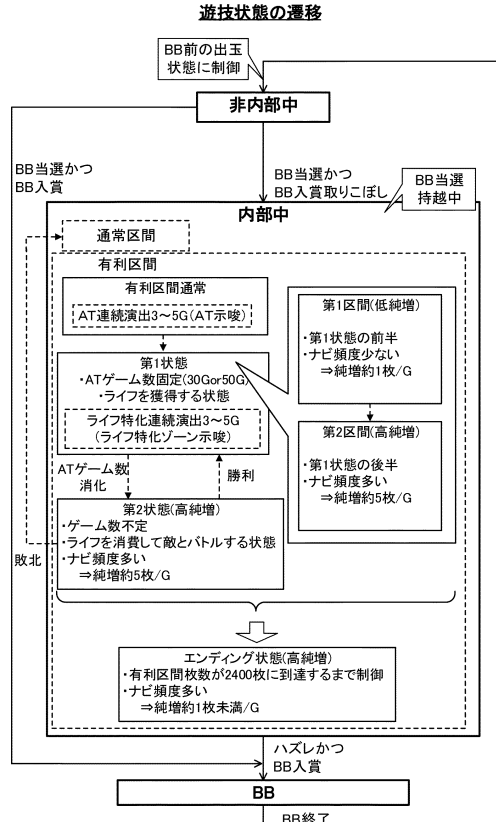 遊技状態の遷移
BB前の出玉
状態に制御
非内部中
BB当選かつ
BB入賞
BB当選かつ
BB入賞取りこぼし
BB当選
持越中
内部中
通常区間
有利区間
有利区間通常
AT連続演出3～5G(AT示唆)
第1状態
・ATゲーム数固定(30Gor50G)
・ライフを獲得する状態
ライフ特化連続演出3～5G
(ライフ特化ゾーン示唆)
第1区間(低純増)
・第1状態の前半
・ナビ頻度少ない
⇒純増約1枚/G
第2区間(高純増)
・第1状態の後半
・ナビ頻度多い
⇒純増約5枚/G
ATゲーム数
消化
勝利
第2状態(高純増)
・ゲーム数不定
・ライフを消費して敵とバトルする状態
・ナビ頻度多い
⇒純増約5枚/G
敗北
エンディング状態(高純増)
・有利区間枚数が2400枚に到達するまで制御
・ナビ頻度多い
⇒純増約1枚未満/G
ハズレかつ
BB入賞
BB
BB終了